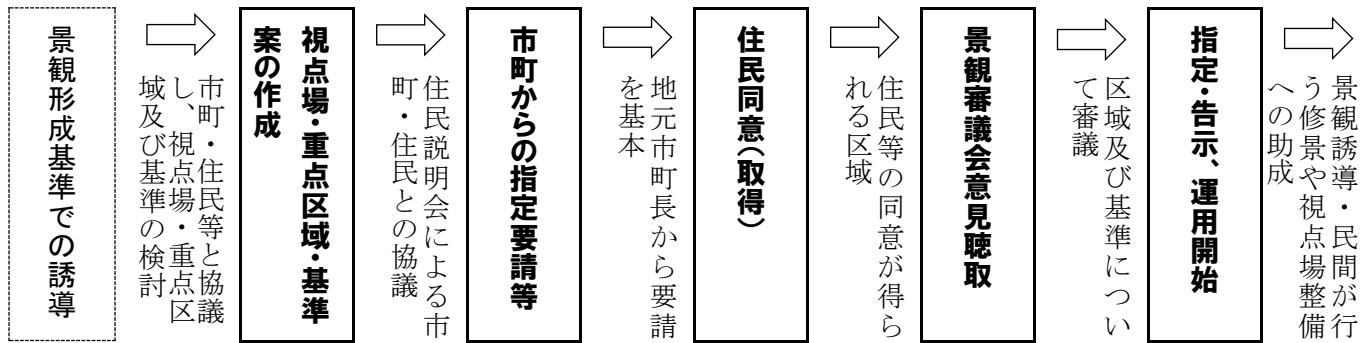 景観形成基準での誘導
市町・住民等と協議
し、視点場・重点区
域及び基準の検討
視点場・重点区域・基準
案の作成
住民説明会による市
町・住民との協議
市町からの指定要請等
地元市町長から要請
を基本
住民同意(取得)
住民等の同意が得ら
れる区域
景観審議会意見聴取
区域及び基準につい
て審議
指定・告示、運用開始
景観誘導・民間が行
う修景や視点場整備
への助成